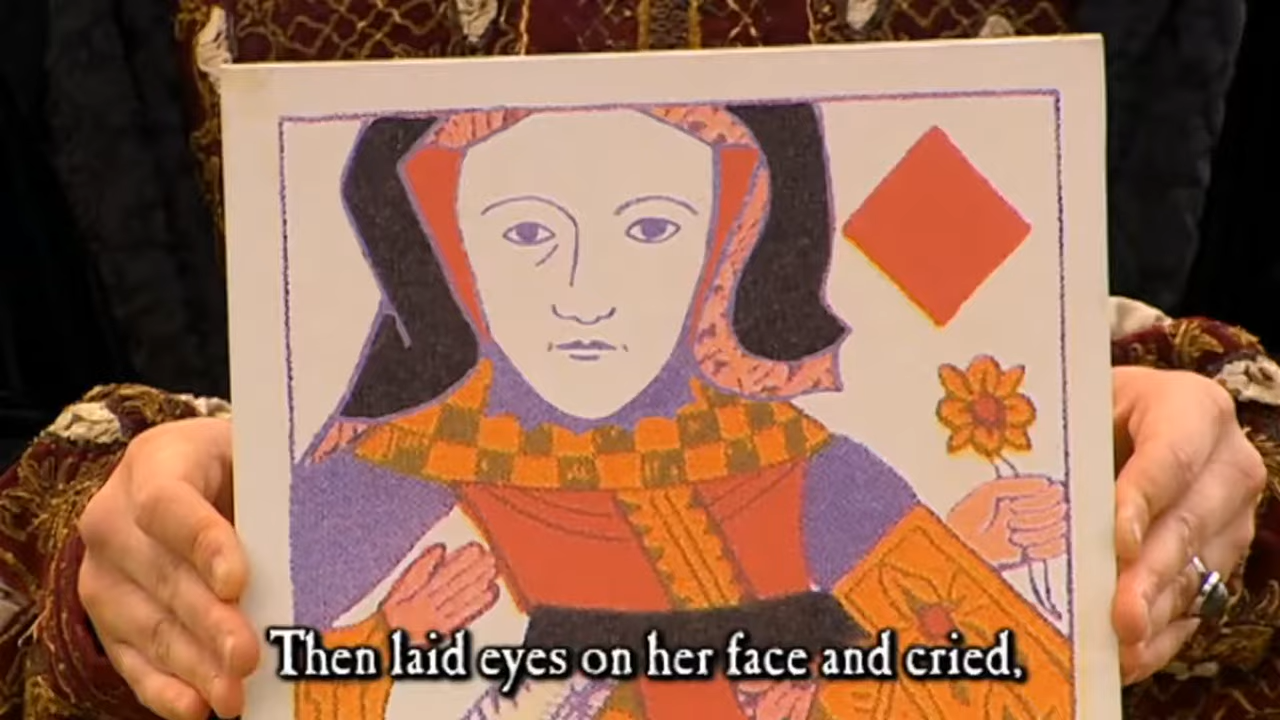 Then laid eyes on her face and cried,